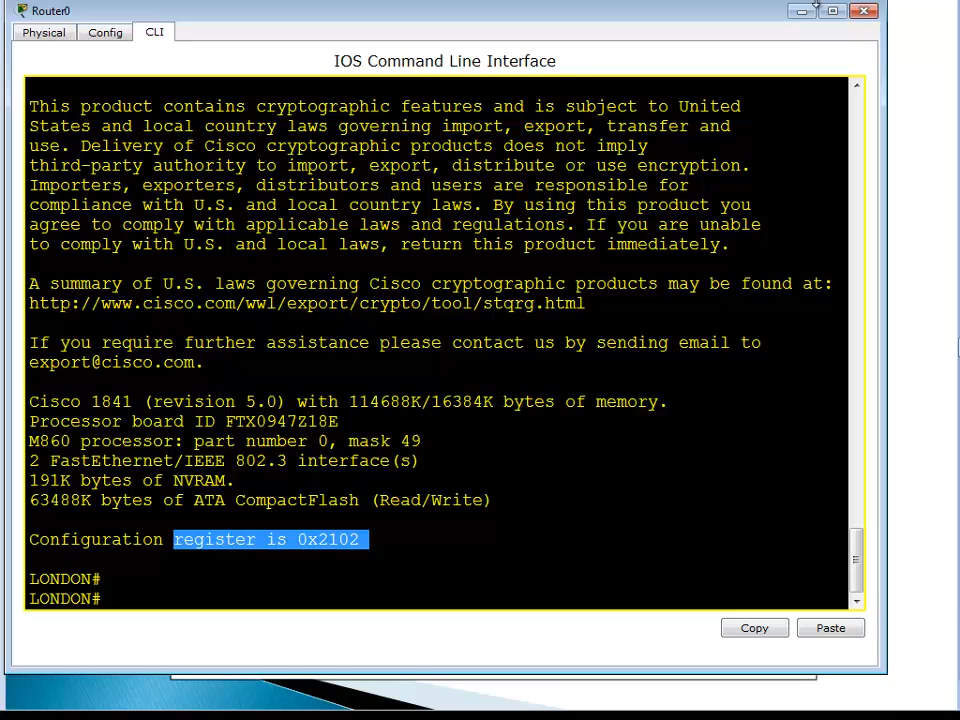 Router0
Physical
Config
CLI
IOS Command Line Interface
This product contains cryptographic features and is subject to United
States and local country laws governing import, export, transfer and
use. Delivery of Cisco cryptographic products does not imply
third-party authority to import, export, distribute or use encryption.
Importers, exporters, distributors and users are responsible for
compliance with U.S. and local country laws. By using this product you
agree to comply with applicable laws and regulations. If you are unable
to comply with U.S. and local laws, return this product immediately.
A summary of U.S. laws governing Cisco cryptographic products may be found at:
http://www.cisco.com/wwl/export/crypto/tool/stqrg.html
If you require further assistance please contact us by sending email to
export@cisco.com.
Cisco 1841 (revision 5.0) with 114688K/16384K bytes of memory.
Processor board ID FTX0947Z18E
M860 processor: part number 0, mask 49
2 FastEthernet/IEEE 802.3 interface(s)
191K bytes of NVRAM.
63488K bytes of ATA CompactFlash (Read/Write)
Configuration register is 0x2102
LONDON#
LONDON#
Copy
Paste